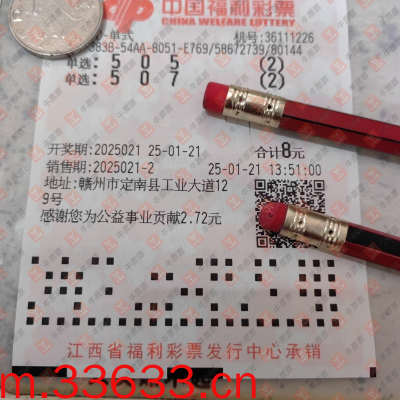 中国福利彩票
CHINA WELFARE LOTTERY
单式 机号:36111226
383B-54AA-8051-E769/58672739/80144
单选: 5 0 5 (2)
单选: 5 0 7 (2)
开奖期:2025021 25-01-21 合计8元
销售期:2025021-2 25-01-21 13:51:00
地址:赣州市定南县工业大道12
9号
感谢您为公益事业贡献2.72元
江西省福利彩票发行中心承销
m.33633.cn